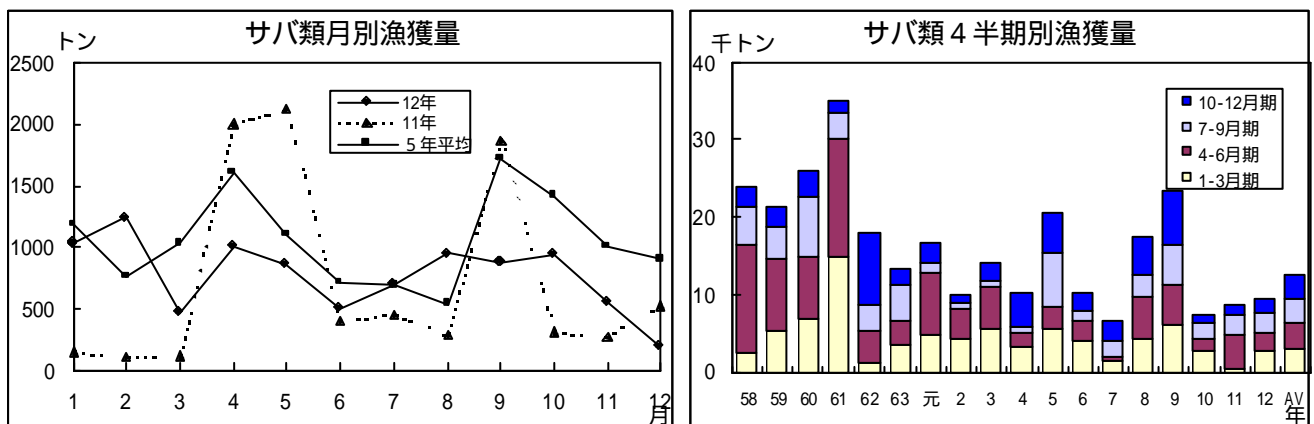 サバ類月別漁獲量
トン
2500
2000
1500
1000
500
0
12年
11年
5年平均
1 2 3 4 5 6 7 8 9 10 11 12
月
サバ類4半期別漁獲量
千トン
40
30
20
10
0
10-12月期
7-9月期
4-6月期
1-3月期
58 59 60 61 62 63 元 2 3 4 5 6 7 8 9 10 11 12 AV
年